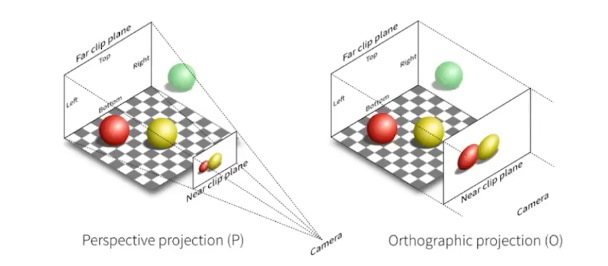 Far clip plane
Top
Right
Left
Bottom
Near clip plane
Camera
Perspective projection (P)
Far clip plane
Top
Right
Left
Bottom
Near clip plane
Camera
Orthographic projection (O)